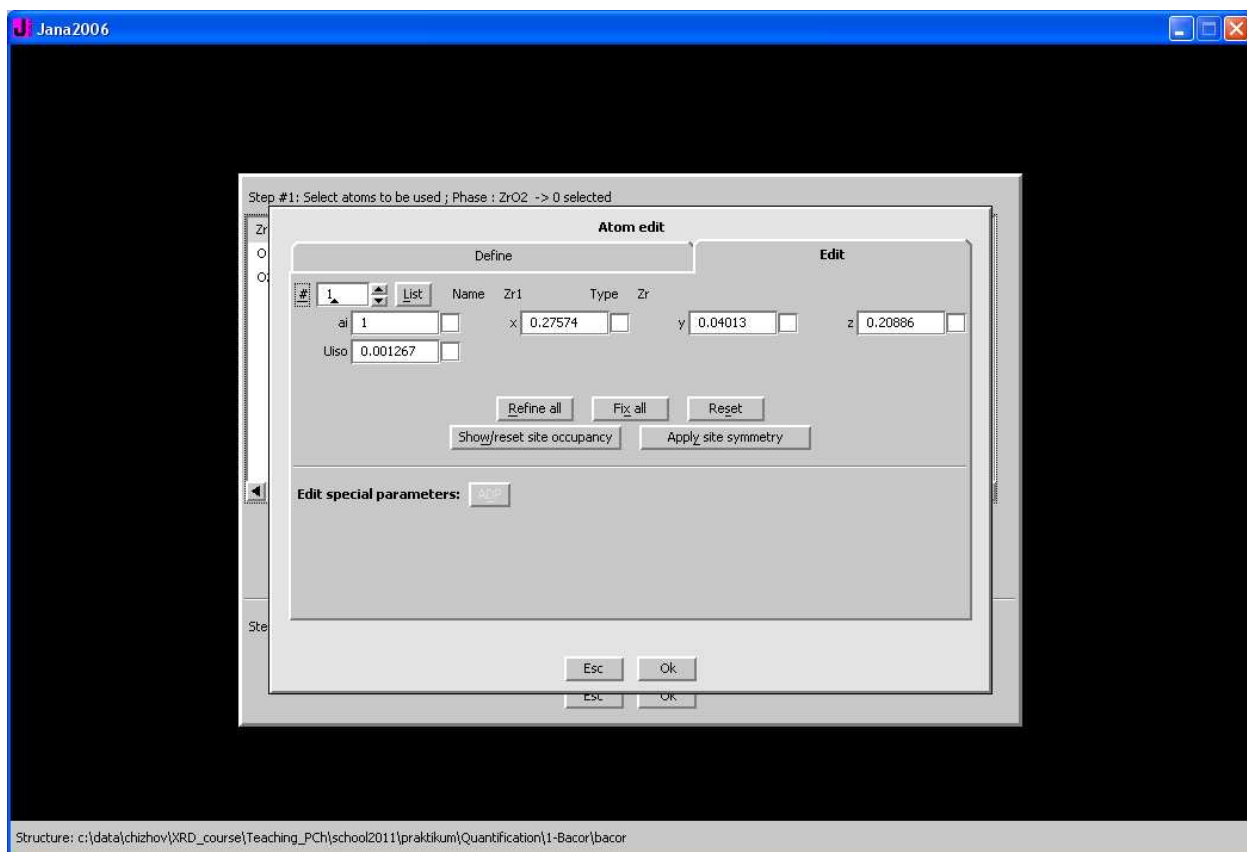 Jana2006
Step #1: Select atoms to be used ; Phase : ZrO2 -> 0 selected
Zr
O
Atom edit
Define Edit
# 1 List Name Zr1 Type Zr
ai 1 x 0.27574 y 0.04013 z 0.20886
Uiso 0.001267
Refine all Fix all Reset
Show/reset site occupancy Apply site symmetry
Edit special parameters: ADP
Ste
Esc Ok
Esc Ok
Structure: c:\data\chizhov\XRD_course\Teaching_PCh\school2011\praktikum\Quantification\1-Bacor\bacor